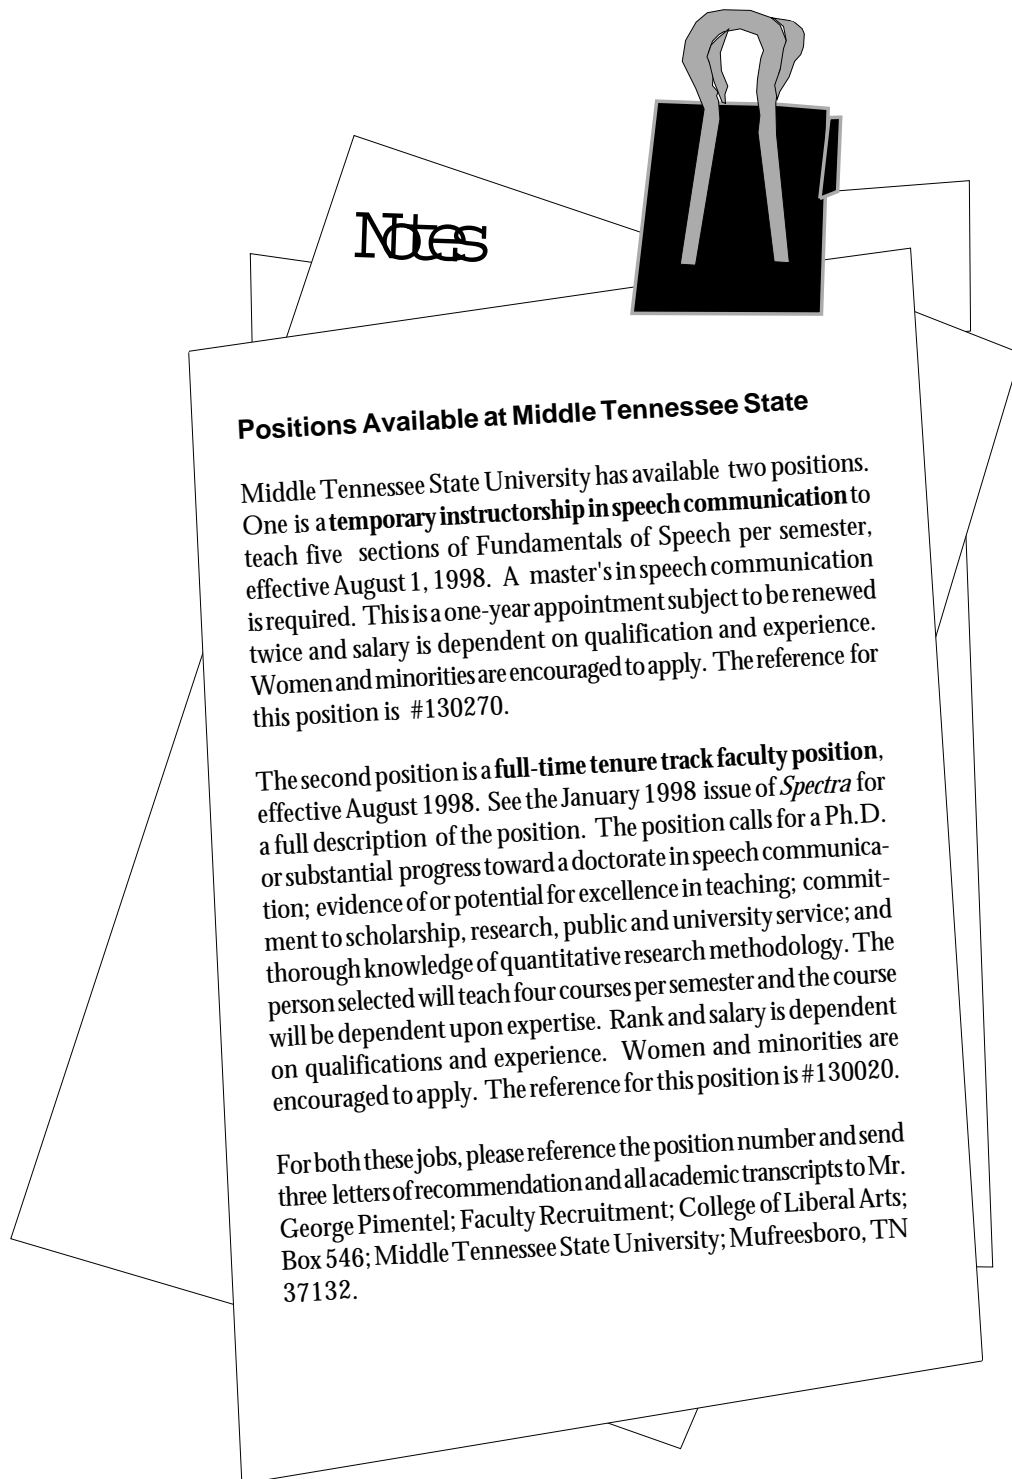 Notes
Positions Available at Middle Tennessee State
Middle Tennessee State University has available two positions.
One is a temporary instructorship in speech communication to
teach five sections of Fundamentals of Speech per semester,
effective August 1, 1998. A master's in speech communication
is required. This is a one-year appointment subject to be renewed
twice and salary is dependent on qualification and experience.
Women and minorities are encouraged to apply. The reference for
this position is #130270.
The second position is a full-time tenure track faculty position,
effective August 1998. See the January 1998 issue of Spectra for
a full description of the position. The position calls for a Ph.D.
or substantial progress toward a doctorate in speech communica-
tion; evidence of or potential for excellence in teaching; commit-
ment to scholarship, research, public and university service; and
thorough knowledge of quantitative research methodology. The
person selected will teach four courses per semester and the course
will be dependent upon expertise. Rank and salary is dependent
on qualifications and experience. Women and minorities are
encouraged to apply. The reference for this position is #130020.
For both these jobs, please reference the position number and send
three letters of recommendation and all academic transcripts to Mr.
George Pimentel; Faculty Recruitment; College of Liberal Arts;
Box 546; Middle Tennessee State University; Mufreesboro, TN
37132.